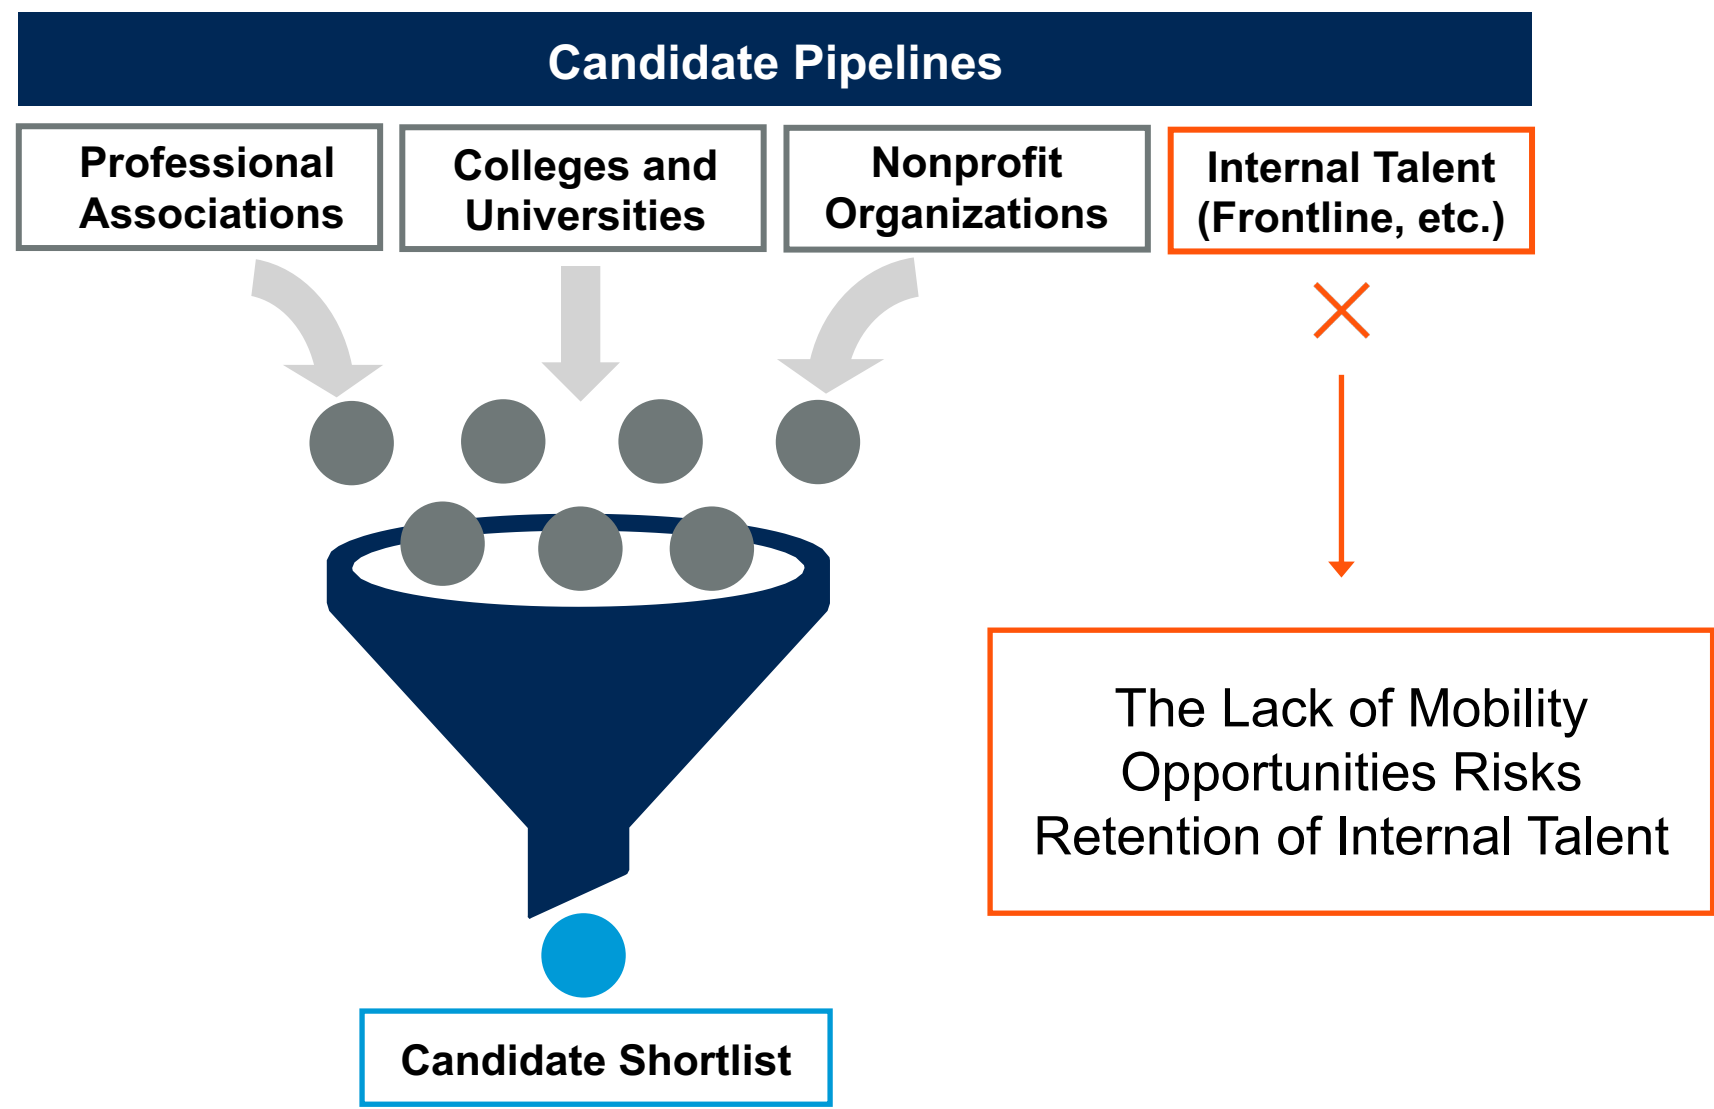 Candidate Pipelines
Professional
Associations
Colleges and
Universities
Nonprofit
Organizations
Internal Talent
(Frontline, etc.)
The Lack of Mobility
Opportunities Risks
Retention of Internal Talent
Candidate Shortlist